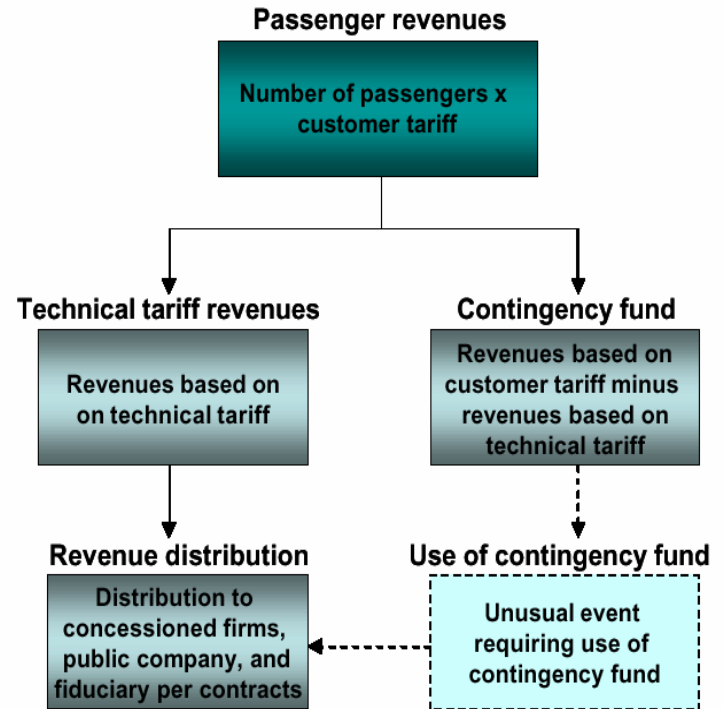 Passenger revenues
Number of passengers x
customer tariff
Technical tariff revenues
Revenues based on
on technical tariff
Contingency fund
Revenues based on
customer tariff minus
revenues based on
technical tariff
Revenue distribution
Distribution to
concessioned firms,
public company, and
fiduciary per contracts
Use of contingency fund
Unusual event
requiring use of
contingency fund